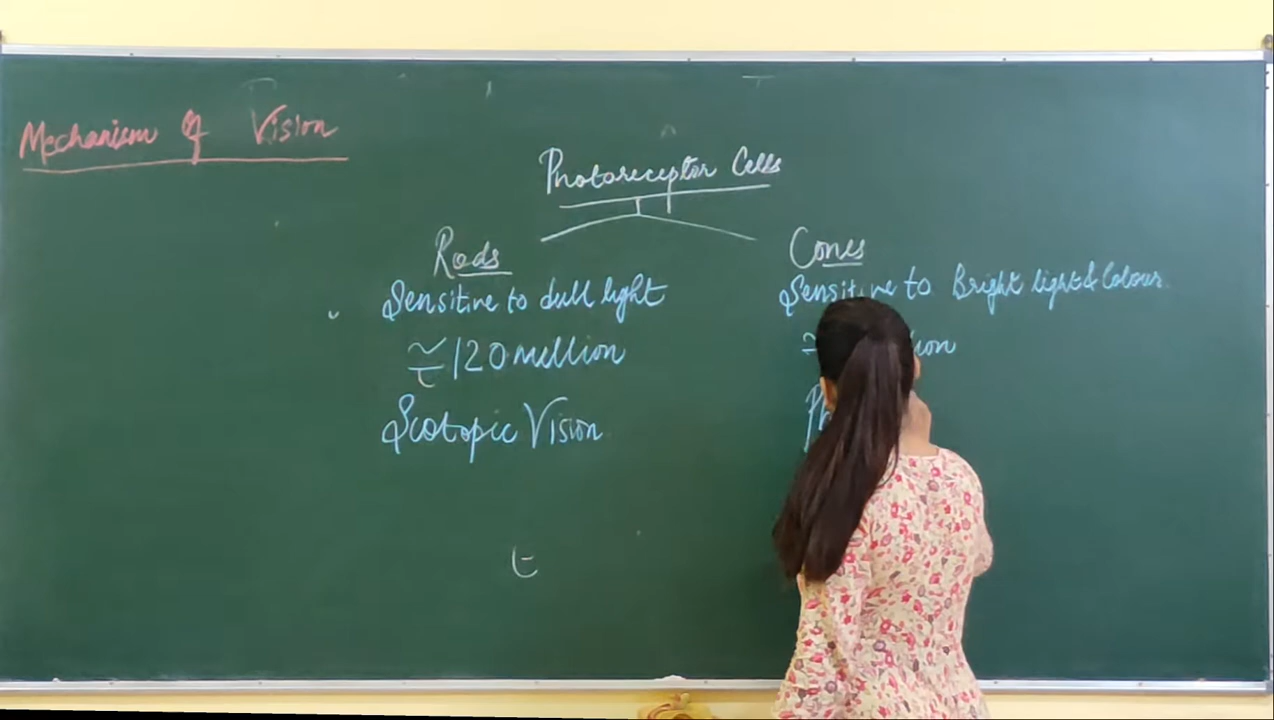 Mechanism of Vision
Photoreceptor Cells
Rods
Cones
Sensitive to dull light
Sensitive to Bright light & Colour
≃ 120 million
Scotopic Vision